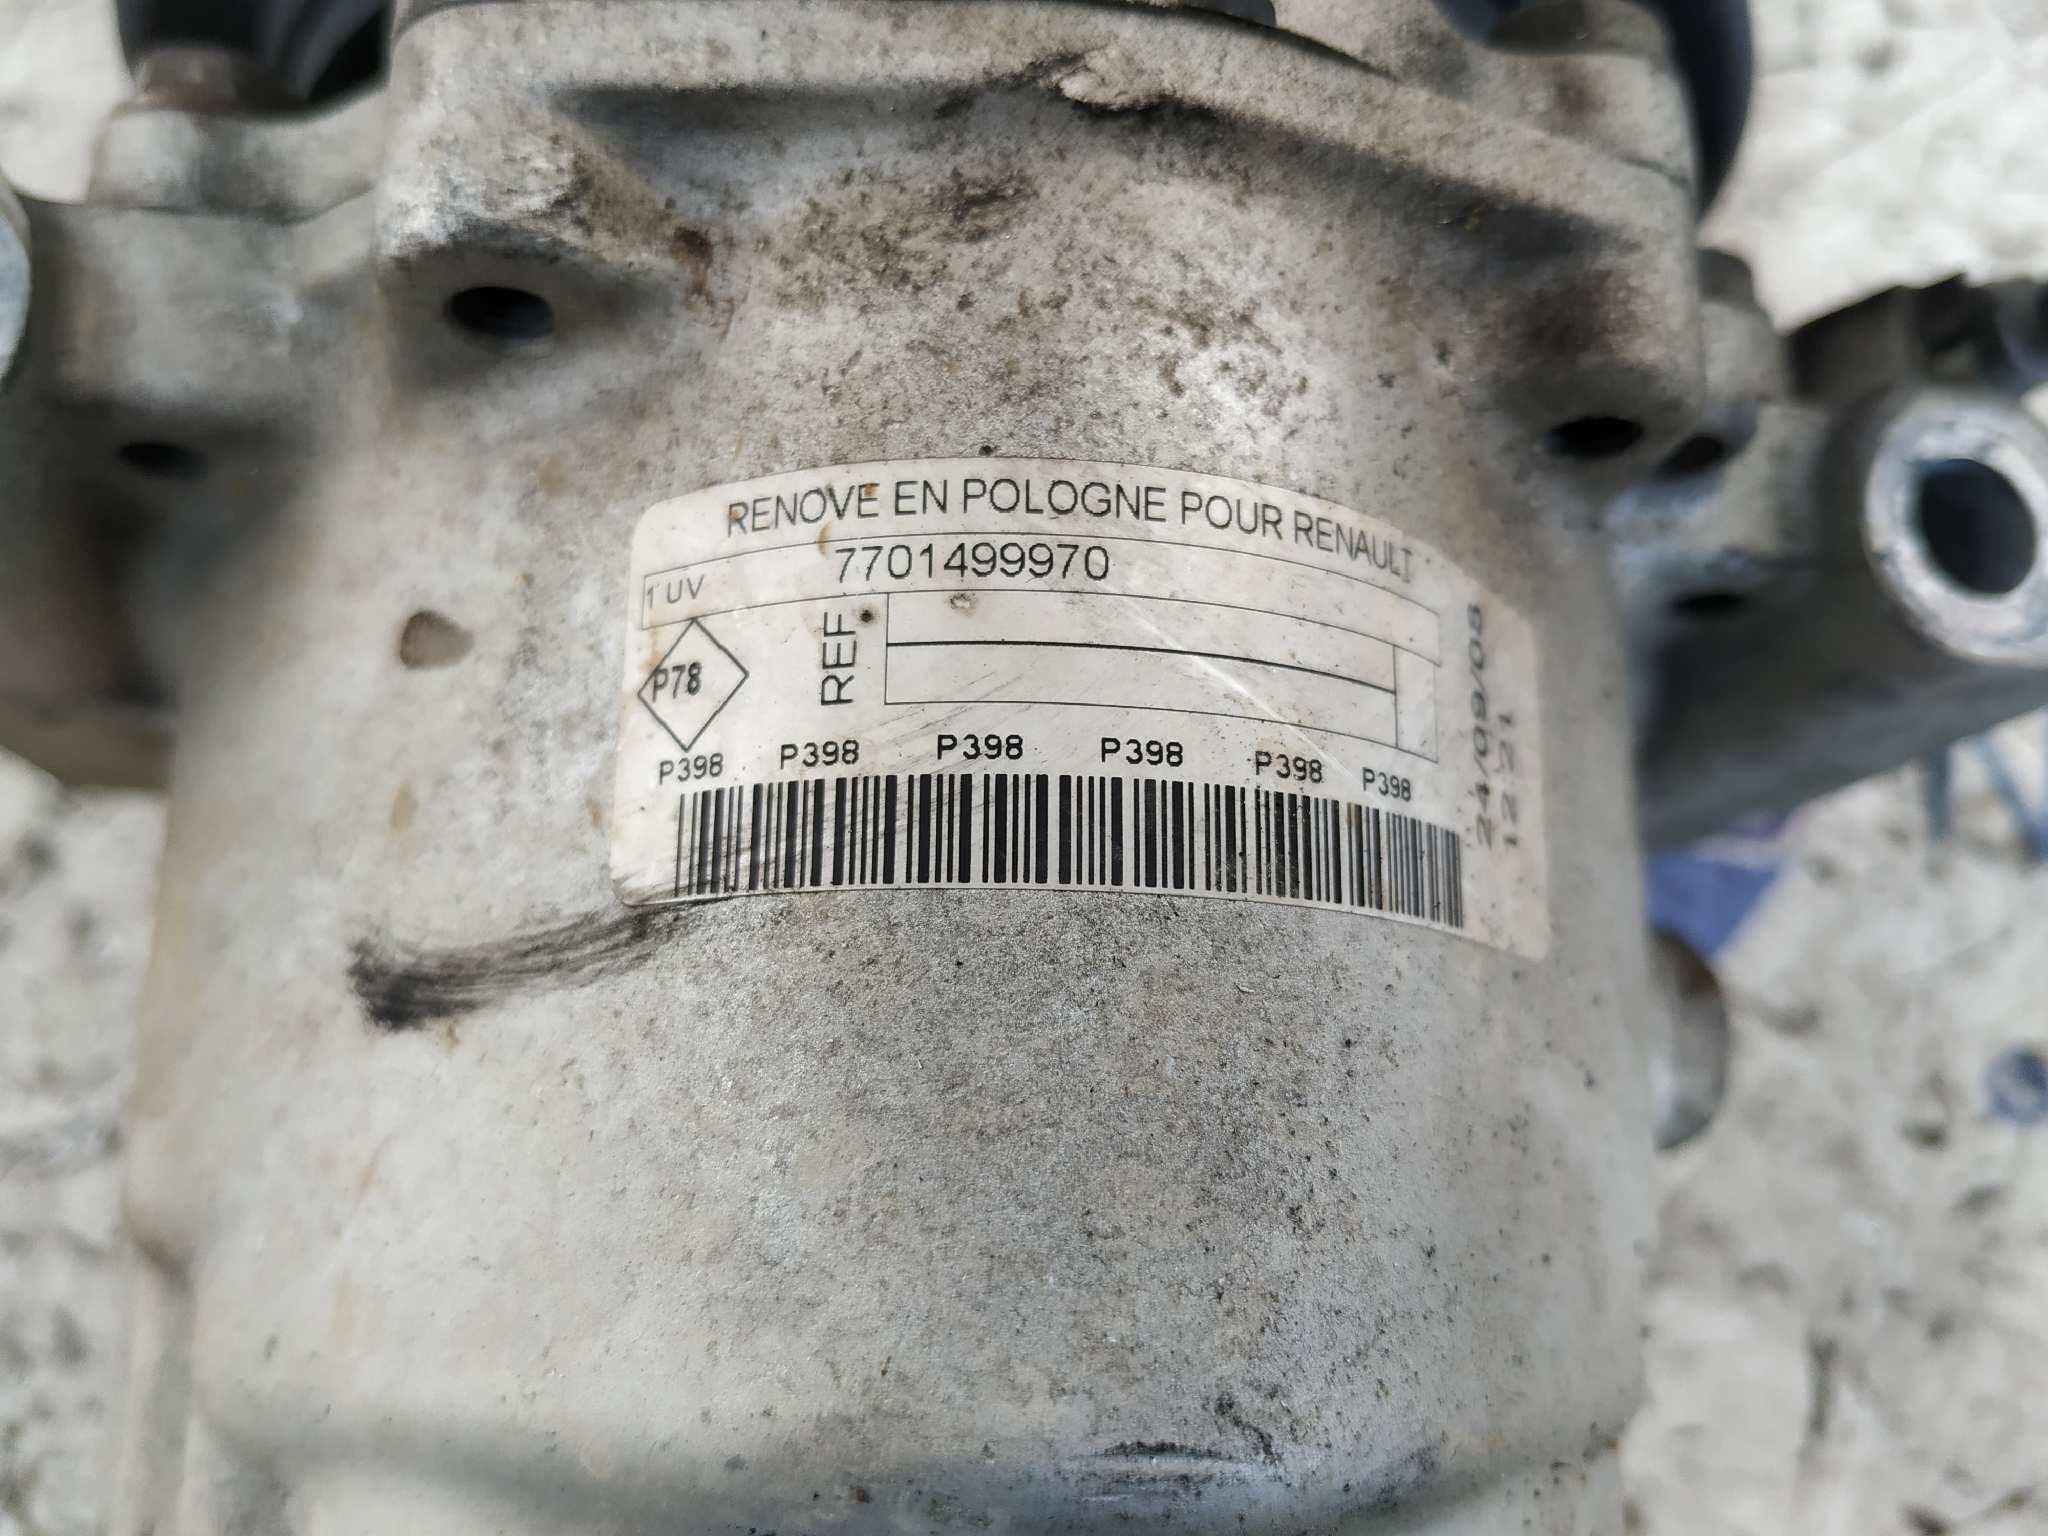 RENOVE EN POLOGNE POUR RENAULT
1 UV 7701499970
P78
REF
P398 P398 P398 P398 P398 P398
24/09/08
12 21